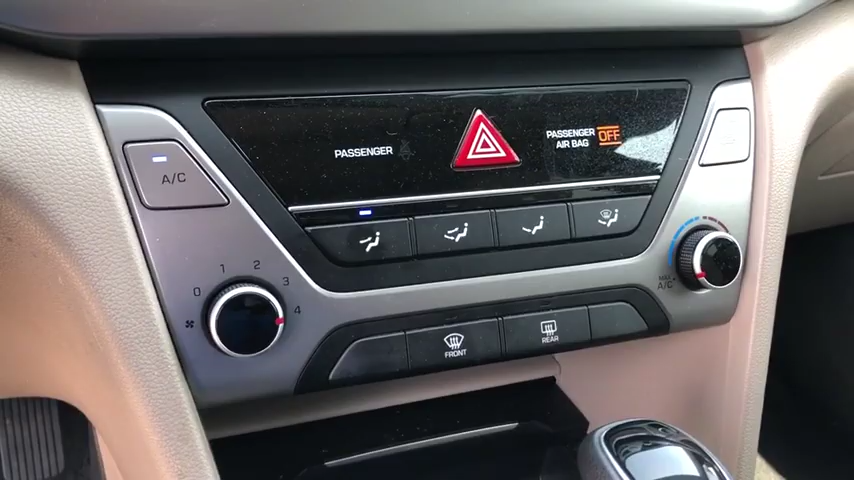 PASSENGER
PASSENGER OFF
AIR BAG
A/C
0 1 2 3 4
MAX
A/C
FRONT
REAR